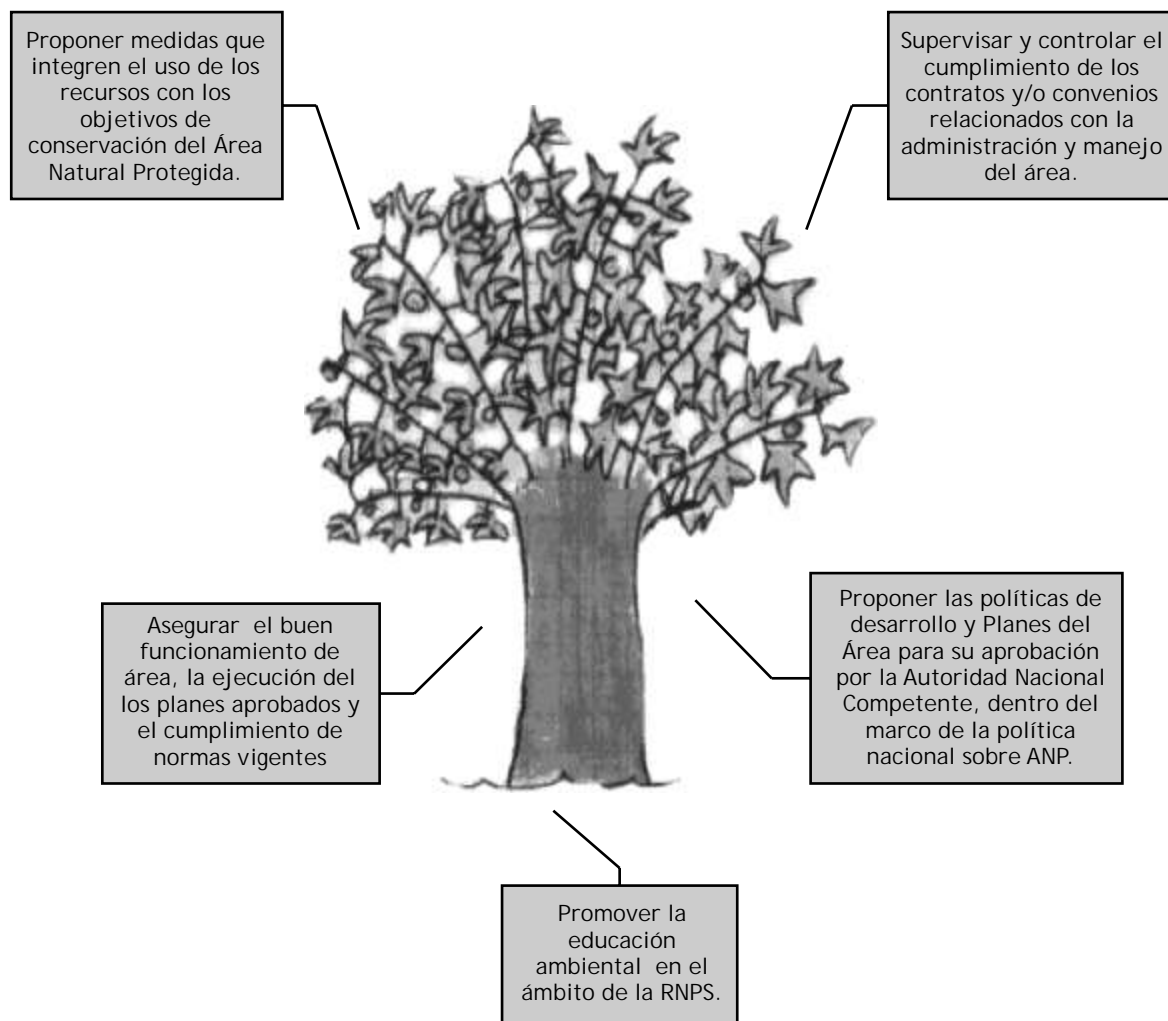 Proponer medidas que
integren el uso de los
recursos con los
objetivos de
conservación del Área
Natural Protegida.
Supervisar y controlar el
cumplimiento de los
contratos y/o convenios
relacionados con la
administración y manejo
del área.
Asegurar el buen
funcionamiento de
área, la ejecución del
los planes aprobados y
el cumplimiento de
normas vigentes
Proponer las políticas de
desarrollo y Planes del
Área para su aprobación
por la Autoridad Nacional
Competente, dentro del
marco de la política
nacional sobre ANP.
Promover la
educación
ambiental en el
ámbito de la RNPS.